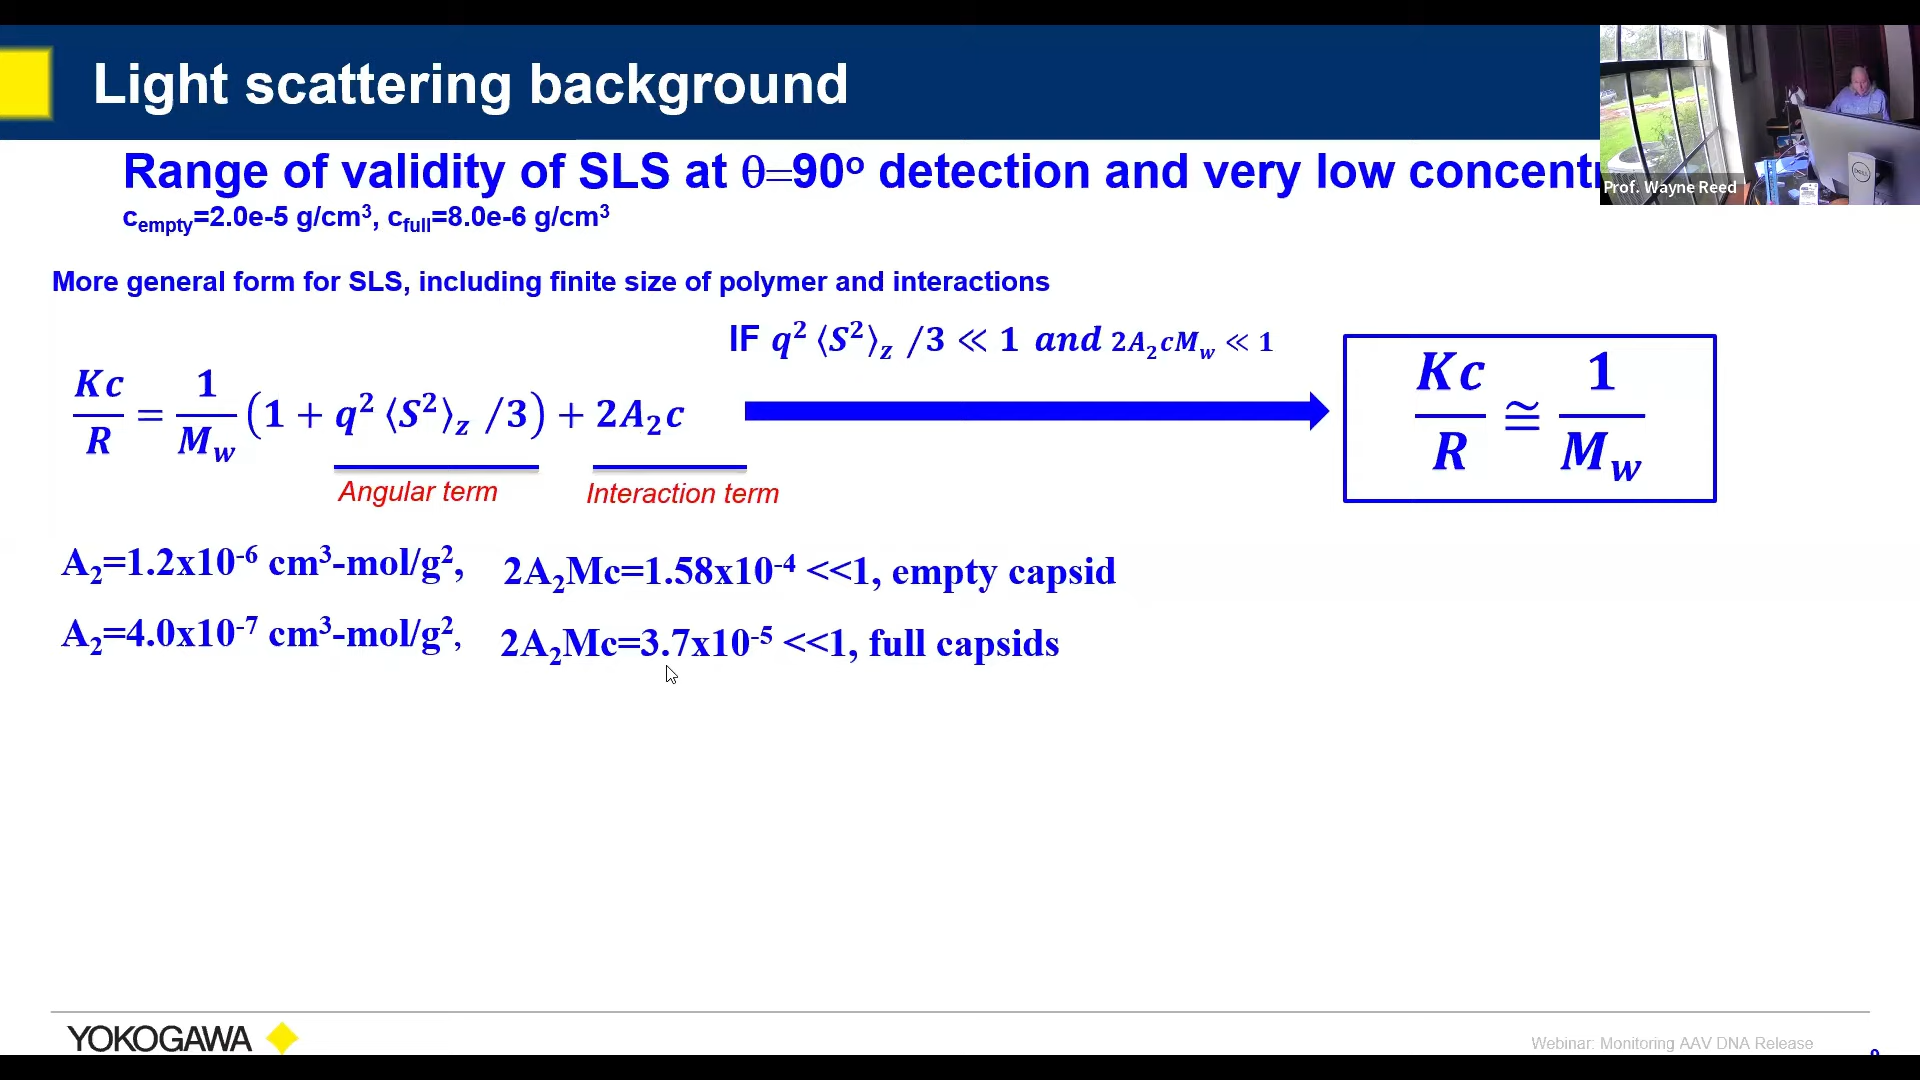 Light scattering background
Prof. Wayne Reed
Range of validity of SLS at θ=90° detection and very low concent
c_empty=2.0e-5 g/cm³, c_full=8.0e-6 g/cm³
More general form for SLS, including finite size of polymer and interactions
IF q² ⟨S²⟩_z /3 ≪ 1 and 2A₂cM_w ≪ 1
Kc/R = 1/M_w (1 + q² ⟨S²⟩_z /3) + 2A₂c
Kc/R ≅ 1/M_w
Angular term Interaction term
A₂=1.2x10⁻⁶ cm³-mol/g², 2A₂Mc=1.58x10⁻⁴ <<1, empty capsid
A₂=4.0x10⁻⁷ cm³-mol/g², 2A₂Mc=3.7x10⁻⁵ <<1, full capsids
YOKOGAWA
Webinar: Monitoring AAV DNA Release